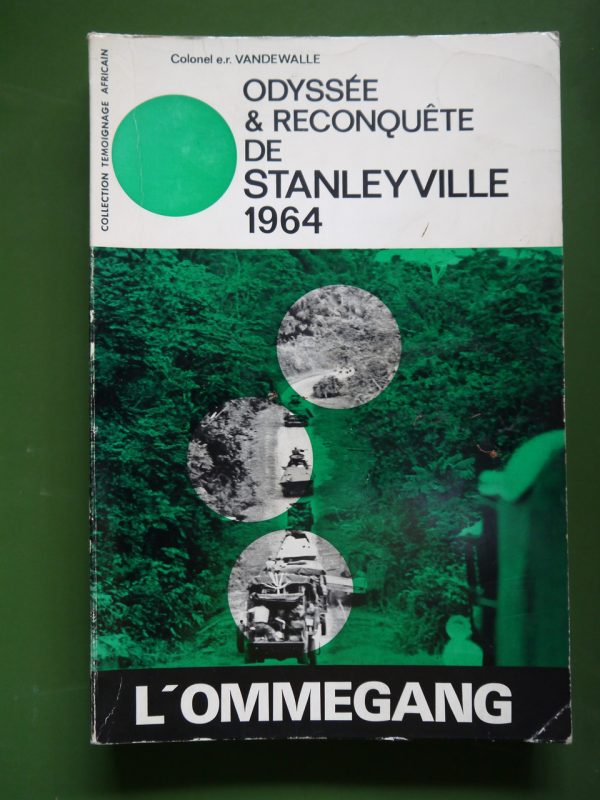 Colonel e.r. VANDEWALLE
ODYSSÉE
& RECONQUÊTE
DE
STANLEYVILLE
1964
COLLECTION TEMOIGNAGE AFRICAIN
L'OMMEGANG